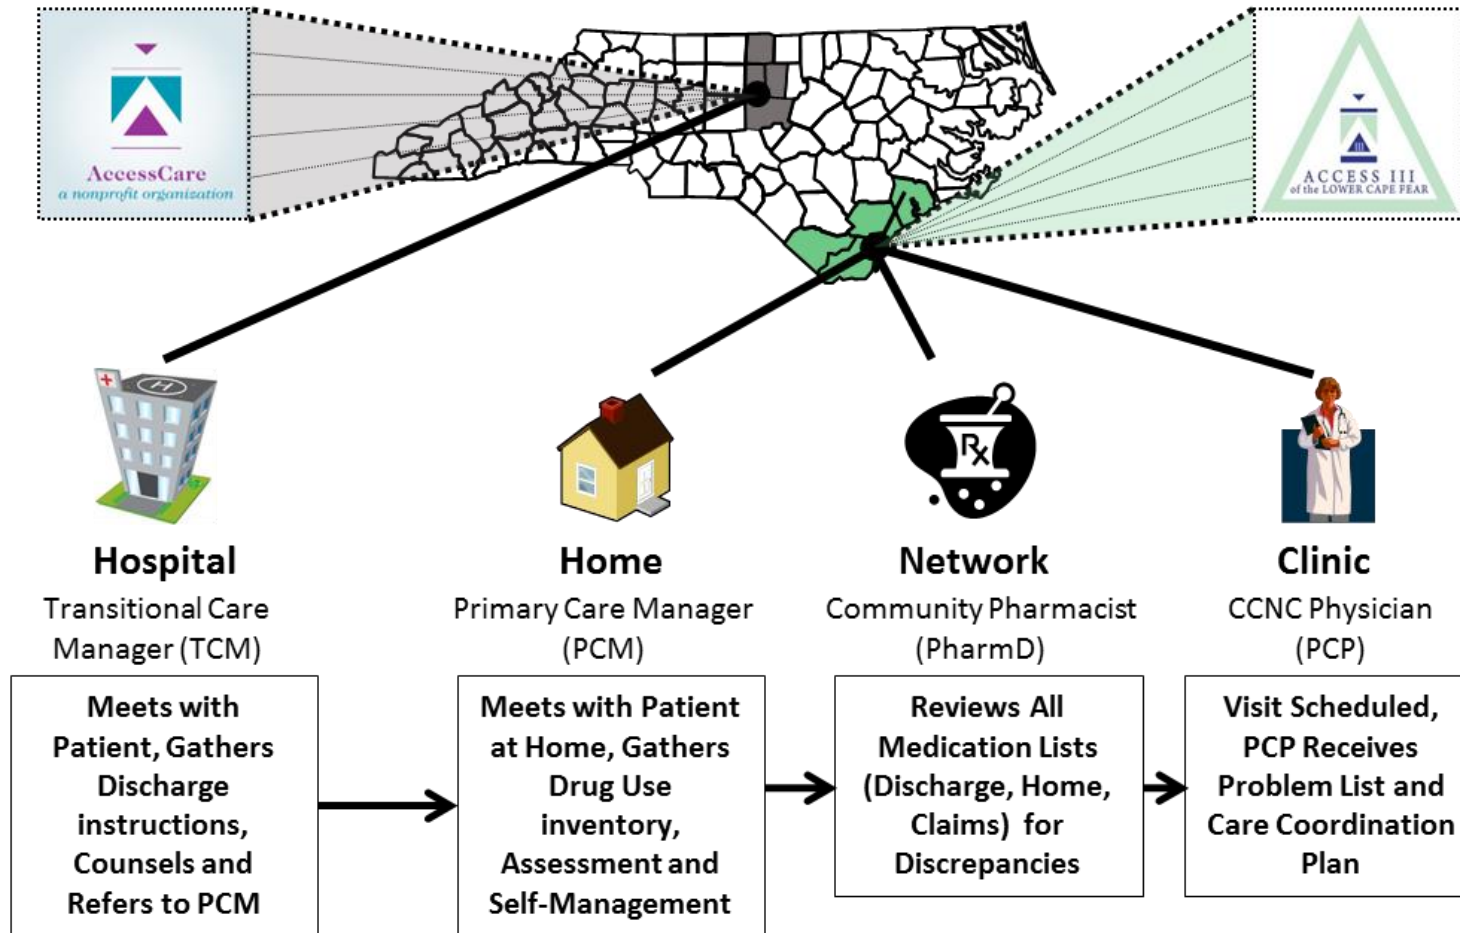 AccessCare
a nonprofit organization
III
ACCESS III
of the LOWER CAPE FEAR
H
Rx
Hospital
Transitional Care
Manager (TCM)
Meets with
Patient, Gathers
Discharge
instructions,
Counsels and
Refers to PCM
Home
Primary Care Manager
(PCM)
Meets with Patient
at Home, Gathers
Drug Use
inventory,
Assessment and
Self-Management
Network
Community Pharmacist
(PharmD)
Reviews All
Medication Lists
(Discharge, Home,
Claims) for
Discrepancies
Clinic
CCNC Physician
(PCP)
Visit Scheduled,
PCP Receives
Problem List and
Care Coordination
Plan